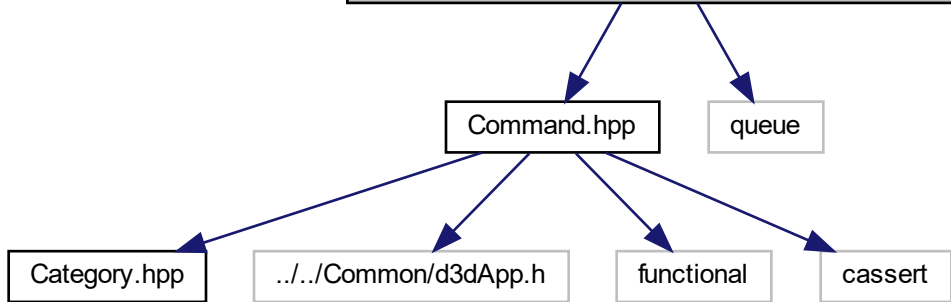 Command.hpp
queue
Category.hpp
../../Common/d3dApp.h
functional
cassert